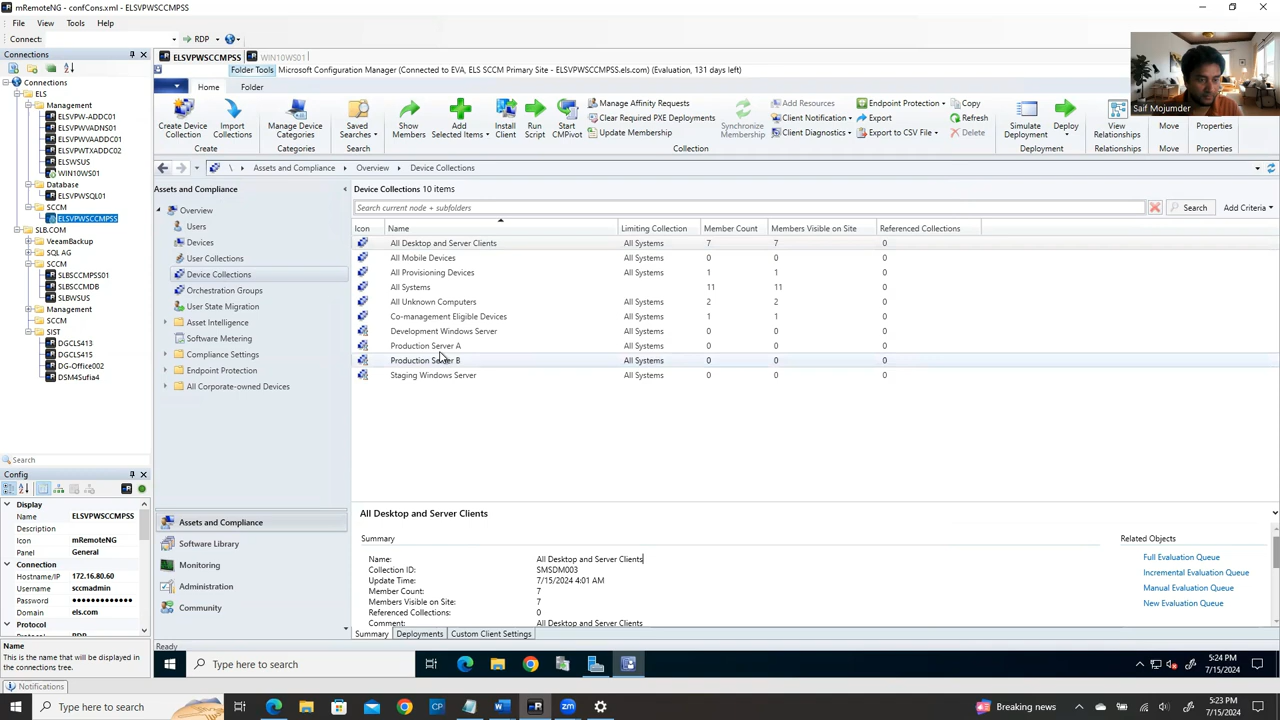 mRemoteNG - confCons.xml - ELSVPWSCCMPSS
File View Tools Help
Connect: RDP
Connections
Connections
ELS
Management
ELSVPW-ADDC01
ELSVPVVADNS01
ELSVPWVAADDC01
ELSVPWTXADDC02
ELSWSUS
WIN10WS01
Database
ELSVPWSQL01
SCCM
ELSVPWSCCMPSS
SLB.COM
VeeamBackup
SQL AG
SCCM
SLBSCCMPSS01
SLBSCCMDB
SLBWSUS
Management
SCCM
SIST
DGCLS413
DGCLS415
DG-Office002
DSM4Sufia4
Search
Config
Display
Name ELSVPWSCCMPSS
Description
Icon mRemoteNG
Panel General
Connection
Hostname/IP 172.16.80.60
Username sccmadmin
Password ••••••••••••
Domain els.com
Protocol
Protocol RDP
Name
This is the name that will be displayed in the connections tree.
Notifications
ELSVPWSCCMPSS WIN10WS01
Folder Tools Microsoft Configuration Manager (Connected to FVA, ELS SCCM Primary Site - ELSVPWSCCMPSS.els.com) (Evaluation, 131 days left)
Home Folder
Create Device Collection
Import Collections
Create
Manage Device Categories
Categories
Saved Searches
Search
Show Members
Add Selected Items
Install Client
Run Script
Start CMPivot
Manage Affinity Requests
Clear Required PXE Deployments
Update Membership
Synchronize Membership
Add Resources
Client Notification
Client Diagnostics
Endpoint Protection
Export
Export to CSV File
Copy
Refresh
Delete
Collection
Simulate Deployment
Deploy
Deployment
View Relationships
Relationships
Move
Move
Properties
Properties
\ Assets and Compliance Overview Device Collections
Assets and Compliance
Overview
Users
Devices
User Collections
Device Collections
Orchestration Groups
User State Migration
Asset Intelligence
Software Metering
Compliance Settings
Endpoint Protection
All Corporate-owned Devices
Assets and Compliance
Software Library
Monitoring
Administration
Community
Device Collections 10 items
Search current node + subfolders Search Add Criteria
Icon Name Limiting Collection Member Count Members Visible on Site Referenced Collections
All Desktop and Server Clients All Systems 7 7 0
All Mobile Devices All Systems 0 0 0
All Provisioning Devices All Systems 1 1 0
All Systems 11 11 0
All Unknown Computers All Systems 2 2 0
Co-management Eligible Devices All Systems 1 1 0
Development Windows Server All Systems 0 0 0
Production Server A All Systems 0 0 0
Production Server B All Systems 0 0 0
Staging Windows Server All Systems 0 0 0
All Desktop and Server Clients
Summary
Name: All Desktop and Server Clients
Collection ID: SMSDM003
Update Time: 7/15/2024 4:01 AM
Member Count: 7
Members Visible on Site: 7
Referenced Collections: 0
Comment: All Desktop and Server Clients
Related Objects
Full Evaluation Queue
Incremental Evaluation Queue
Manual Evaluation Queue
New Evaluation Queue
Summary Deployments Custom Client Settings
Ready
Type here to search
5:24 PM
7/15/2024
Type here to search
Breaking news
5:23 PM
7/15/2024
Saif Mojumder